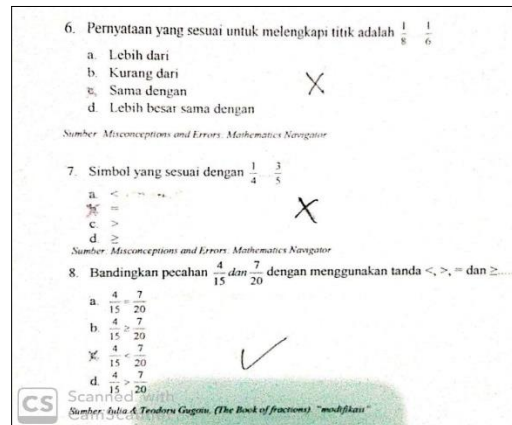 6. Pernyataan yang sesuai untuk melengkapi titik adalah 1/8 1/6
a. Lebih dari
b. Kurang dari
c. Sama dengan
d. Lebih besar sama dengan
Sumber: Misconceptions and Errors: Mathematics Navigator
7. Simbol yang sesuai dengan 1/4 ... 3/5
a. <
b. =
c. >
d. ≥
Sumber: Misconceptions and Errors: Mathematics Navigator
8. Bandingkan pecahan 4/15 dan 7/20 dengan menggunakan tanda <, >, = dan ≥....
a. 4/15 = 7/20
b. 4/15 ≥ 7/20
c. 4/15 < 7/20
d. 4/15 > 7/20
CS Scanned with
CamScanner
Sumber: Julia & Teodoru Gugoiu. (The Book of fractions) "modifikasi"